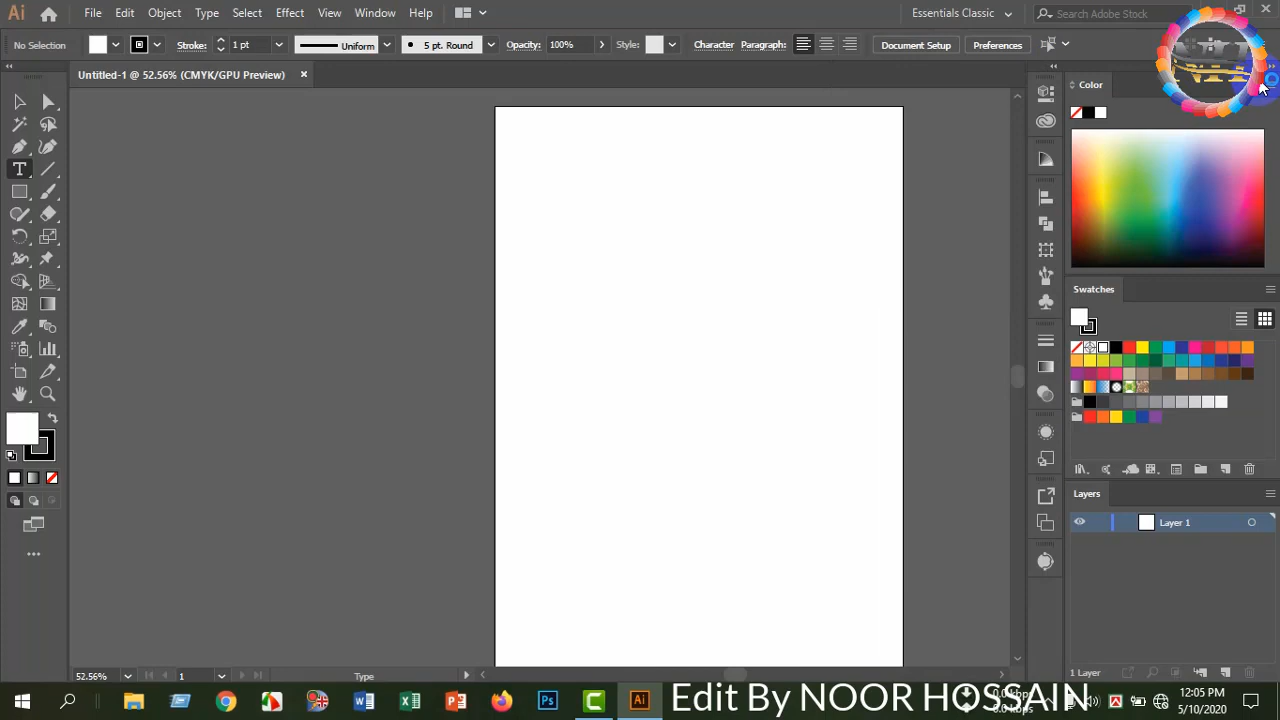 Ai File Edit Object Type Select Effect View Window Help Essentials Classic Search Adobe Stock
No Selection Stroke: 1 pt Uniform 5 pt. Round Opacity: 100% Style: Character Paragraph: Document Setup Preferences
Untitled-1 @ 52.56% (CMYK/GPU Preview) ×
Color
Swatches
Layers
Layer 1
1 Layer
52.56% 1 Type
Ps Ai Edit By NOOR HOSSAIN
12:05 PM
5/10/2020